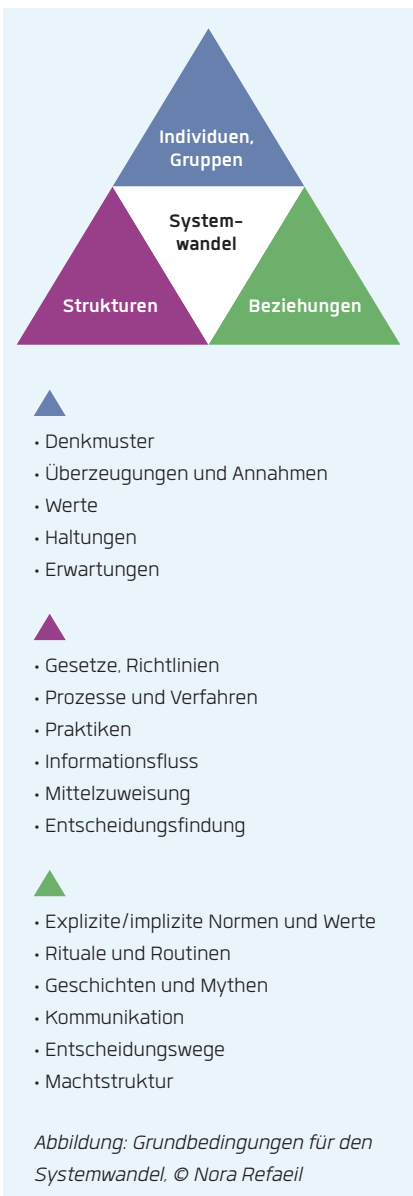 Individuen,
Gruppen
System-
wandel
Strukturen
Beziehungen
• Denkmuster
• Überzeugungen und Annahmen
• Werte
• Haltungen
• Erwartungen
• Gesetze, Richtlinien
• Prozesse und Verfahren
• Praktiken
• Informationsfluss
• Mittelzuweisung
• Entscheidungsfindung
• Explizite/implizite Normen und Werte
• Rituale und Routinen
• Geschichten und Mythen
• Kommunikation
• Entscheidungswege
• Machtstruktur
Abbildung: Grundbedingungen für den
Systemwandel, © Nora Refaeil